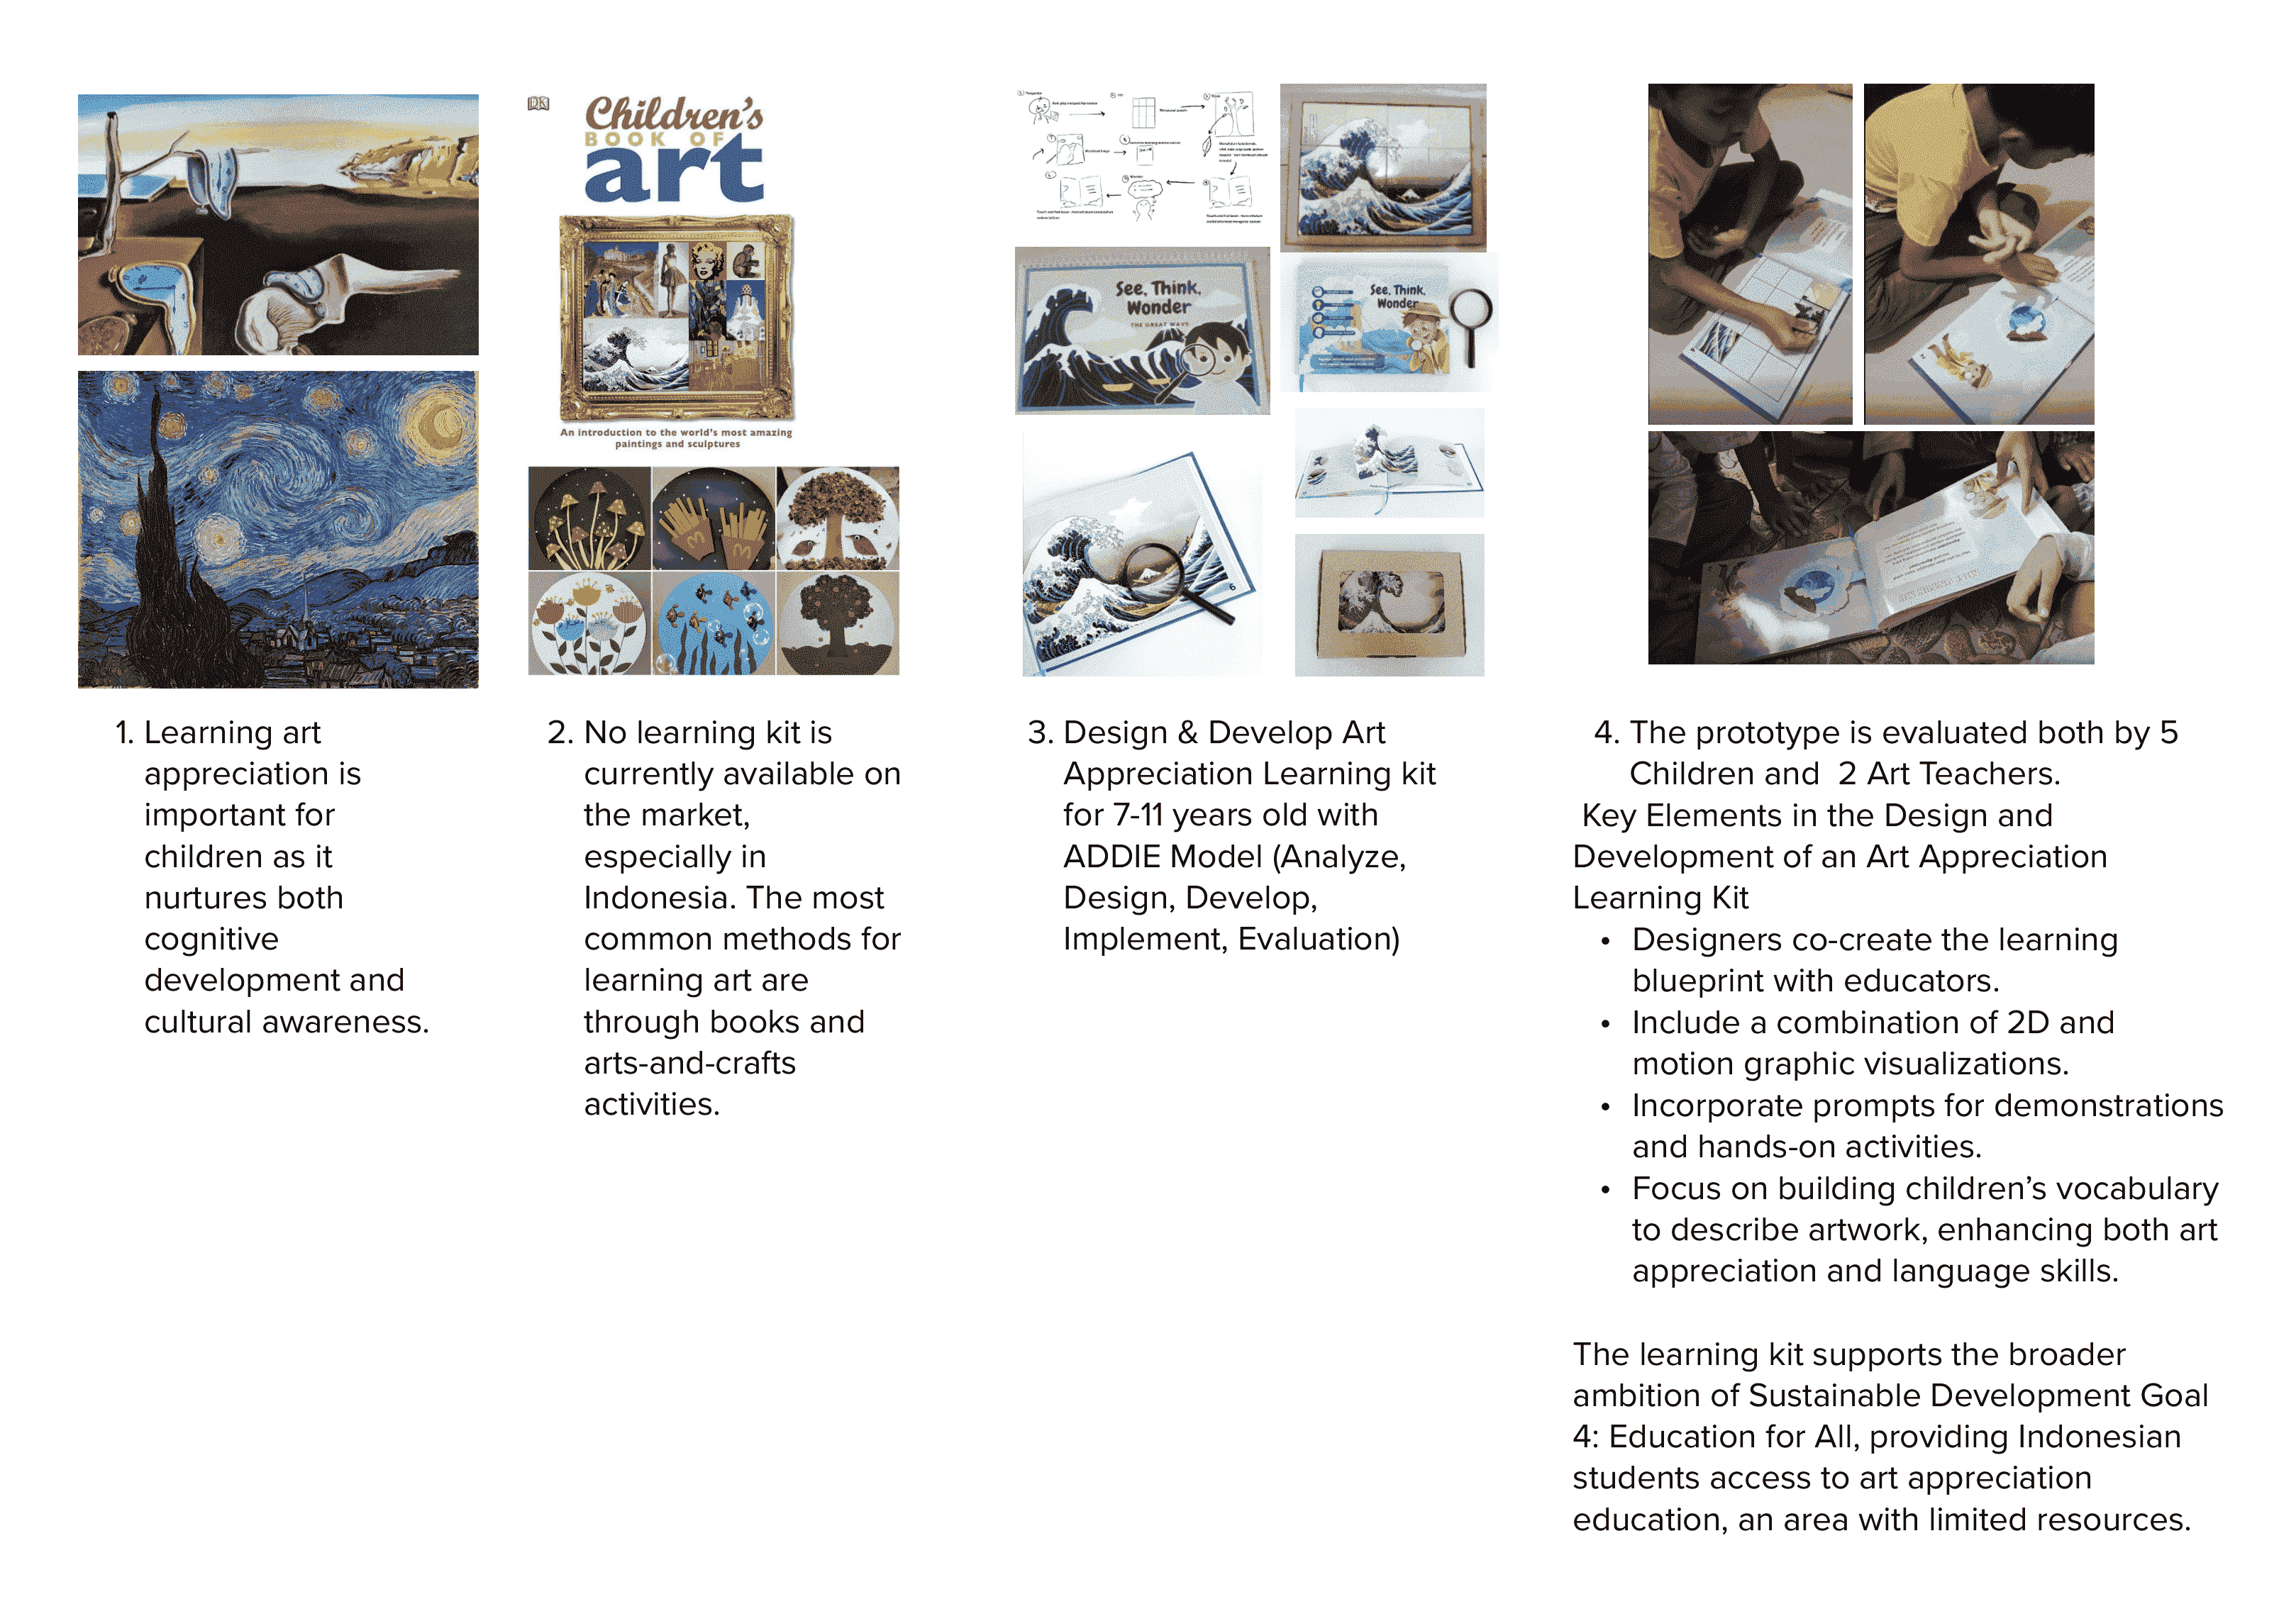 DK
Children's
BOOK OF
art
An introduction to the world's most amazing
paintings and sculptures
See, Think,
Wonder
THE GREAT WAVE
See, Think,
Wonder
6
1. Learning art
appreciation is
important for
children as it
nurtures both
cognitive
development and
cultural awareness.
2. No learning kit is
currently available on
the market,
especially in
Indonesia. The most
common methods for
learning art are
through books and
arts-and-crafts
activities.
3. Design & Develop Art
Appreciation Learning kit
for 7-11 years old with
ADDIE Model (Analyze,
Design, Develop,
Implement, Evaluation)
4. The prototype is evaluated both by 5
Children and 2 Art Teachers.
Key Elements in the Design and
Development of an Art Appreciation
Learning Kit
• Designers co-create the learning
blueprint with educators.
• Include a combination of 2D and
motion graphic visualizations.
• Incorporate prompts for demonstrations
and hands-on activities.
• Focus on building children’s vocabulary
to describe artwork, enhancing both art
appreciation and language skills.
The learning kit supports the broader
ambition of Sustainable Development Goal
4: Education for All, providing Indonesian
students access to art appreciation
education, an area with limited resources.